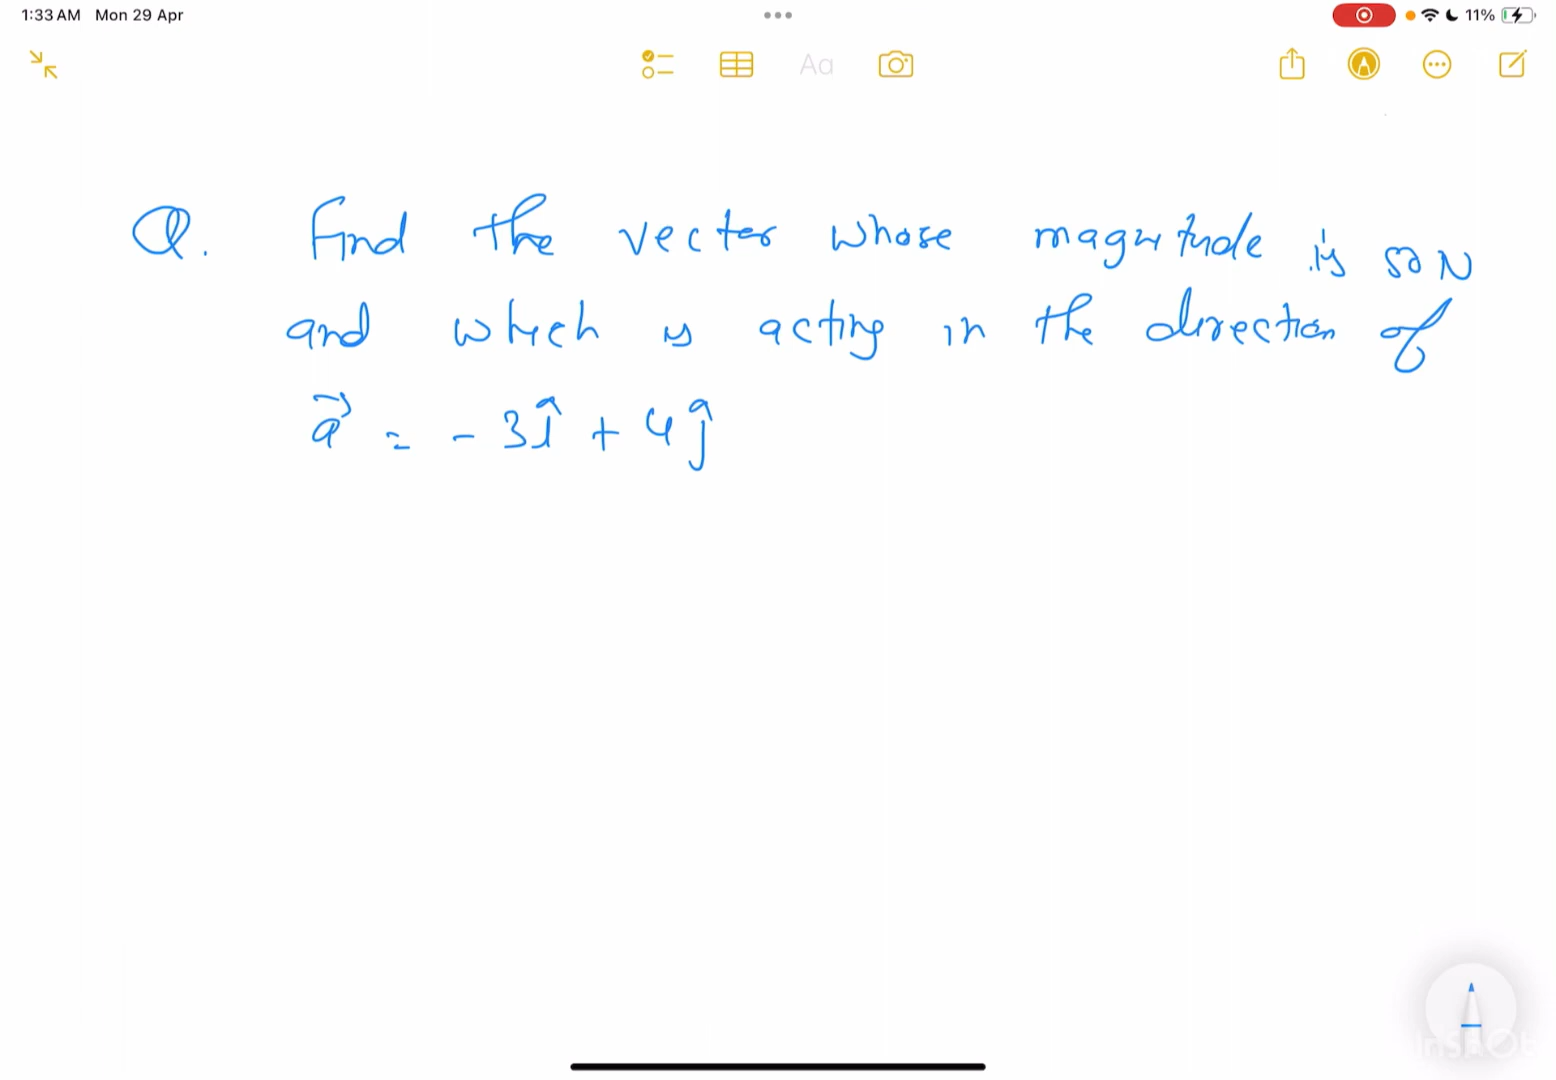 1:33 AM Mon 29 Apr
11%
Aa
Q. Find the vector whose magnitude is 50 N
and which is acting in the direction of
a⃗ = - 3î + 4ĵ
InShOt